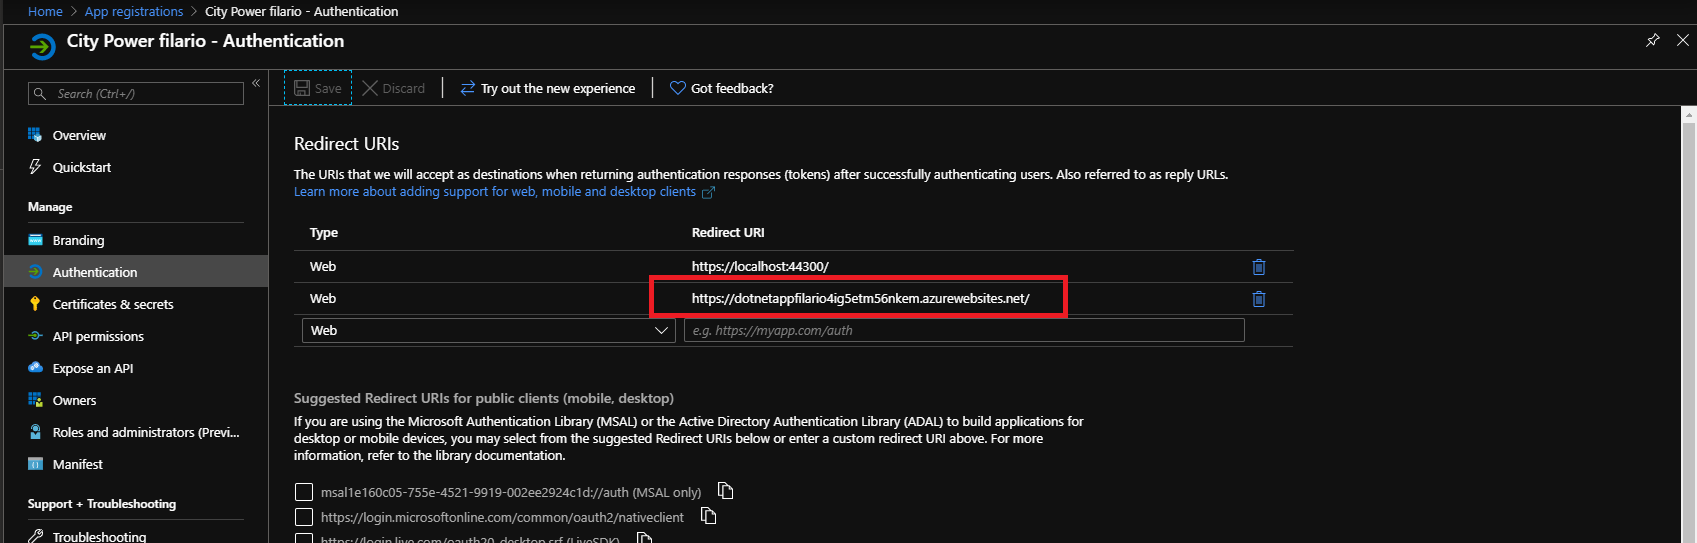 Home > App registrations > City Power filario - Authentication
City Power filario - Authentication
Search (Ctrl+/)
«
Save
Discard
Try out the new experience
Got feedback?
Overview
Quickstart
Manage
Branding
Authentication
Certificates & secrets
API permissions
Expose an API
Owners
Roles and administrators (Previ...
Manifest
Support + Troubleshooting
Troubleshooting
Redirect URIs
The URIs that we will accept as destinations when returning authentication responses (tokens) after successfully authenticating users. Also referred to as reply URLs.
Learn more about adding support for web, mobile and desktop clients
Type Redirect URI
Web https://localhost:44300/
Web https://dotnetappfilario4ig5etm56nkem.azurewebsites.net/
Web e.g. https://myapp.com/auth
Suggested Redirect URIs for public clients (mobile, desktop)
If you are using the Microsoft Authentication Library (MSAL) or the Active Directory Authentication Library (ADAL) to build applications for
desktop or mobile devices, you may select from the suggested Redirect URIs below or enter a custom redirect URI above. For more
information, refer to the library documentation.
msal1e160c05-755e-4521-9919-002ee2924c1d://auth (MSAL only)
https://login.microsoftonline.com/common/oauth2/nativeclient
https://login.live.com/oauth20_desktop.srf (LiveSDK)